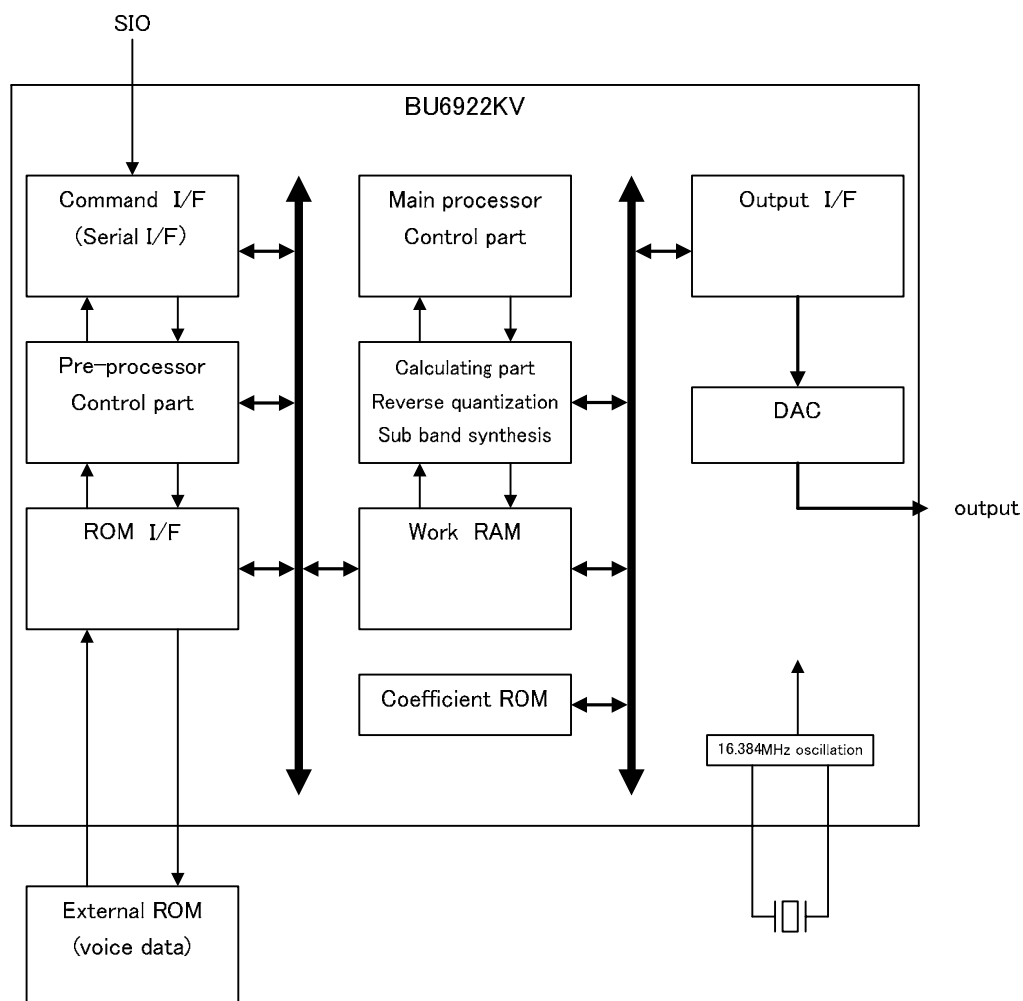 SIO
BU6922KV
Command I/F
(Serial I/F)
Main processor
Control part
Output I/F
Pre-processor
Control part
Calculating part
Reverse quantization
Sub band synthesis
DAC
output
ROM I/F
Work RAM
Coefficient ROM
16.384MHz oscillation
External ROM
(voice data)